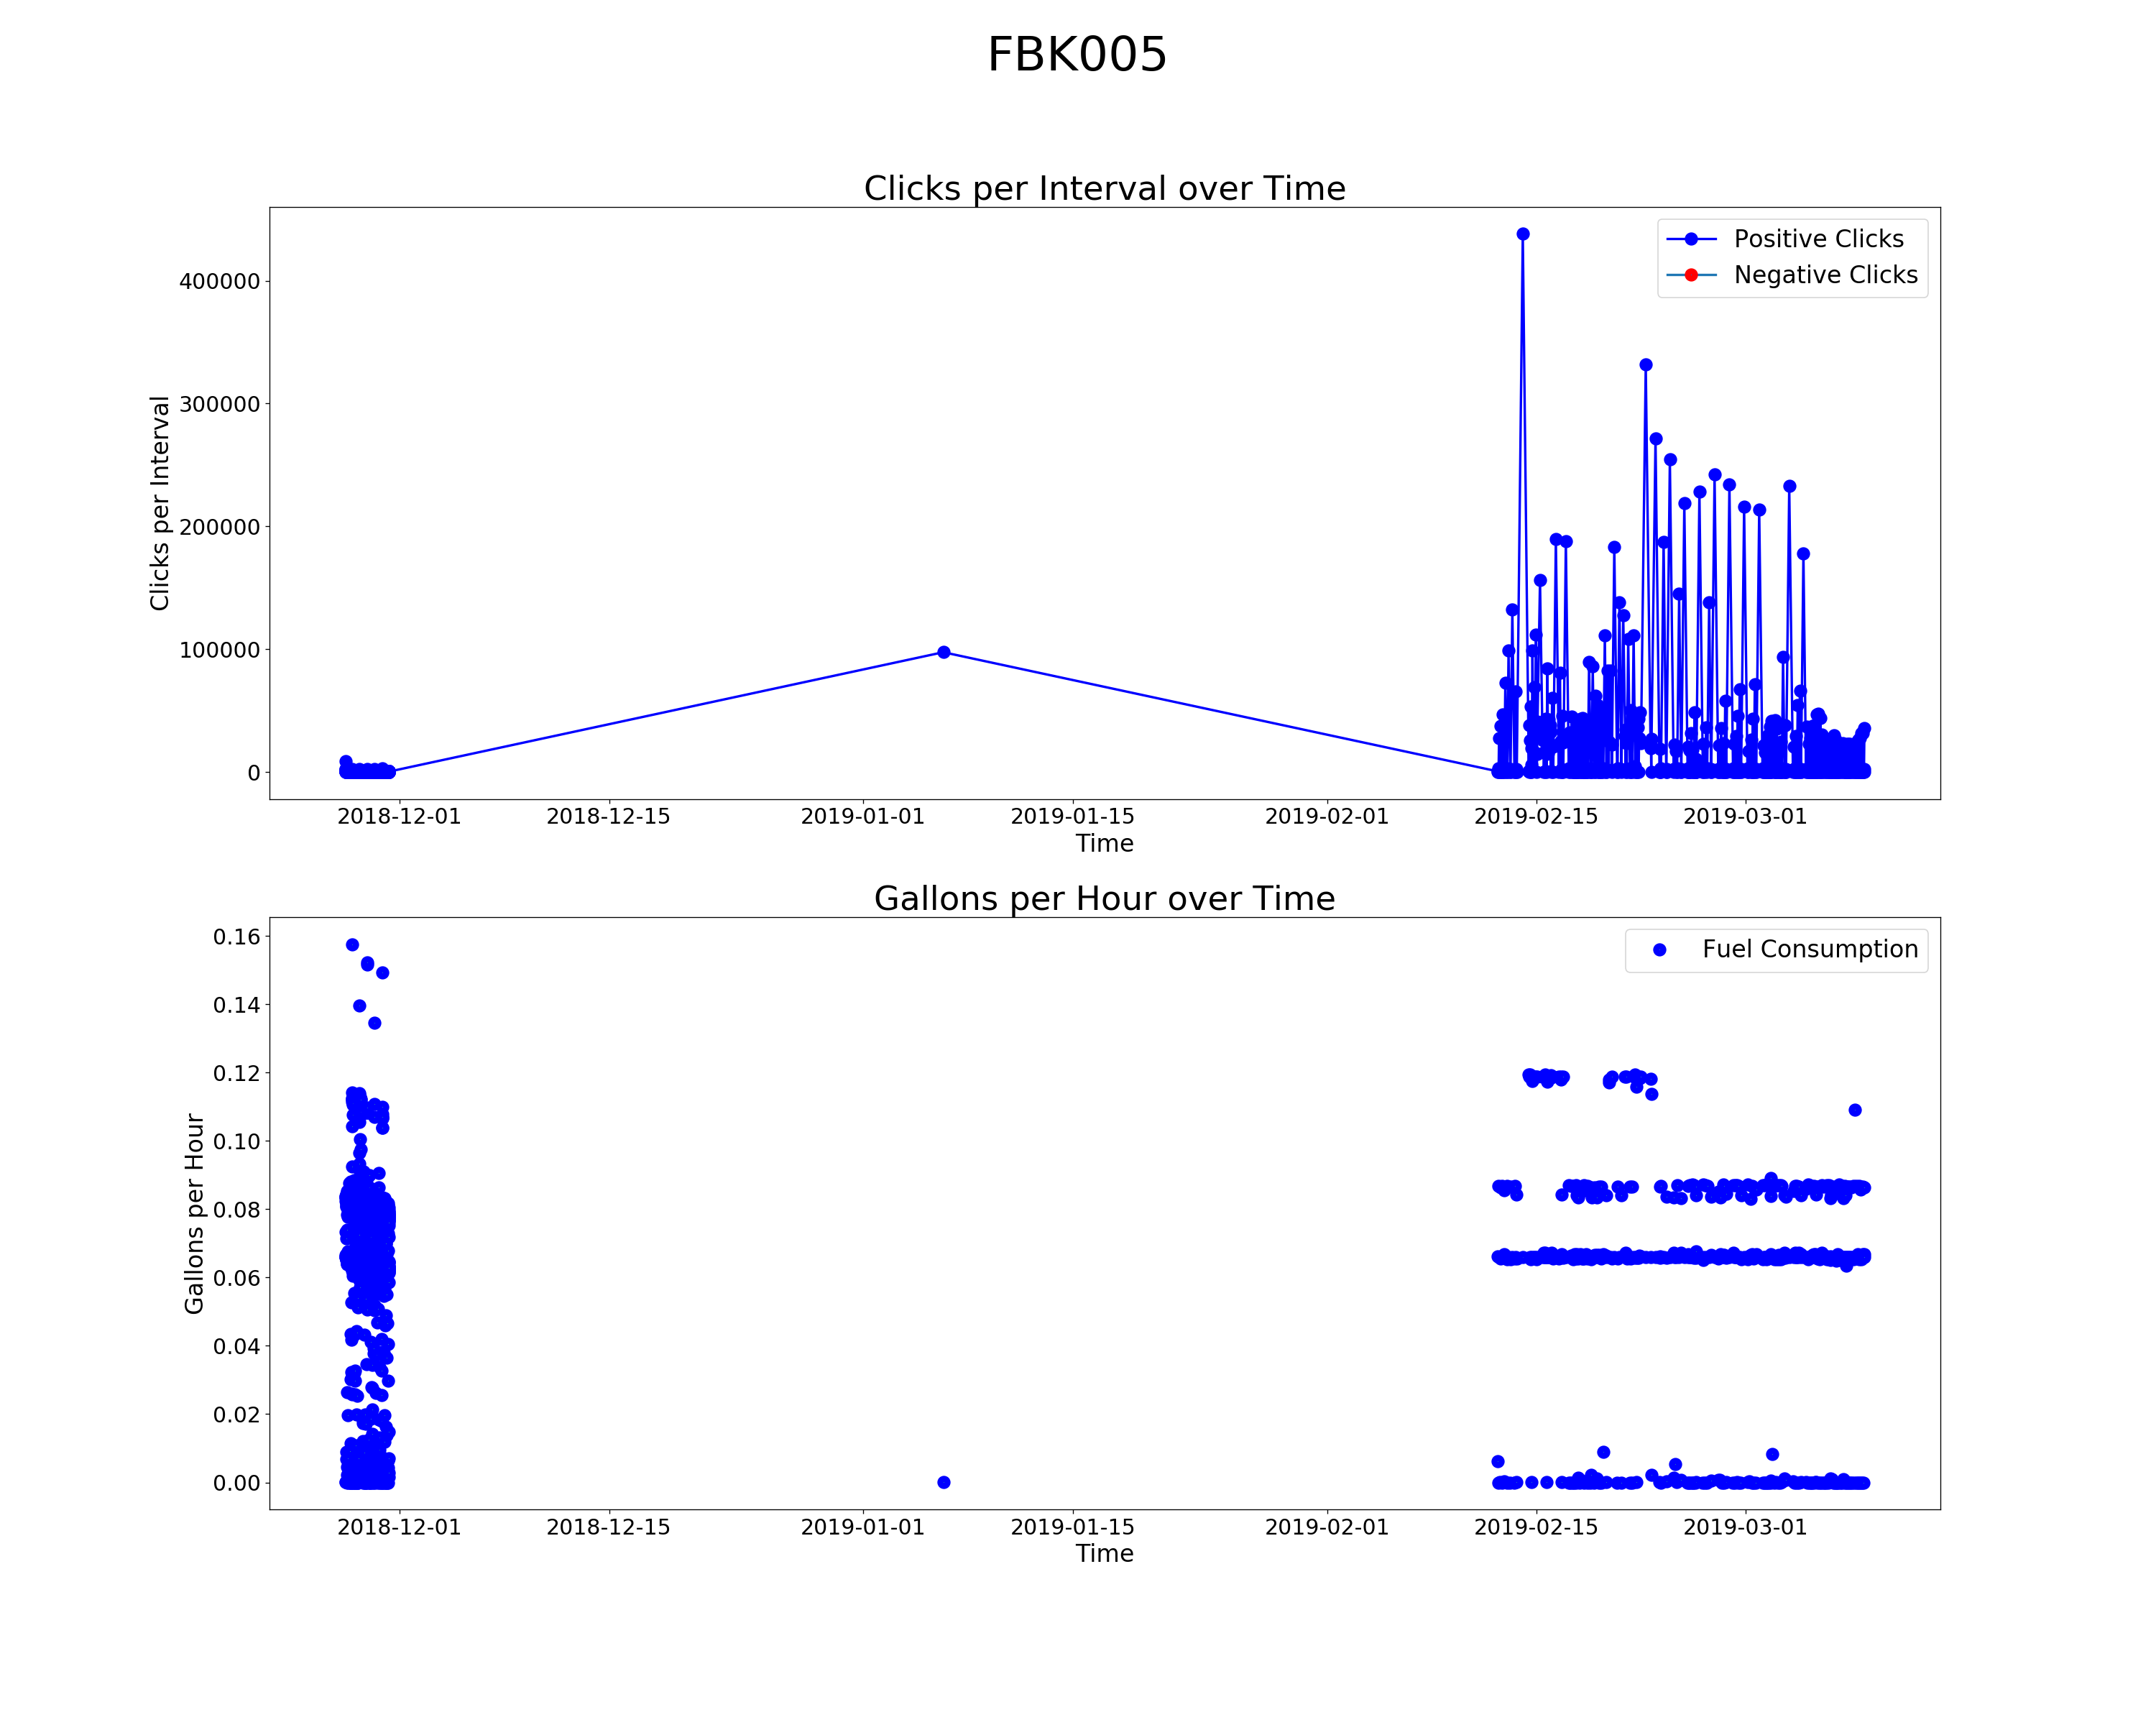 FBK005
Clicks per Interval over Time
Positive Clicks
Negative Clicks
400000
300000
200000
100000
0
Clicks per Interval
2018-12-01 2018-12-15 2019-01-01 2019-01-15 2019-02-01 2019-02-15 2019-03-01
Time
Gallons per Hour over Time
Fuel Consumption
0.16
0.14
0.12
0.10
0.08
0.06
0.04
0.02
0.00
Gallons per Hour
2018-12-01 2018-12-15 2019-01-01 2019-01-15 2019-02-01 2019-02-15 2019-03-01
Time